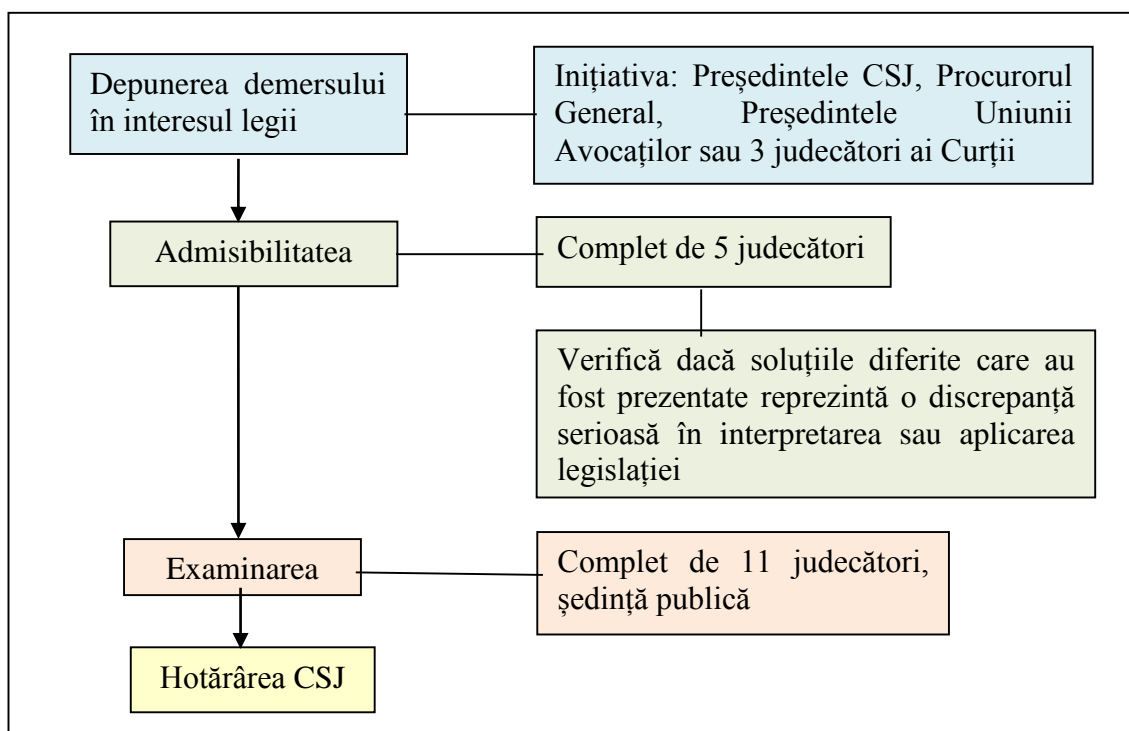 Depunerea demersului
în interesul legii
Inițiativa: Președintele CSJ, Procurorul
General, Președintele Uniunii
Avocaților sau 3 judecători ai Curții
Admisibilitatea
Complet de 5 judecători
Verifică dacă soluțiile diferite care au
fost prezentate reprezintă o discrepanță
serioasă în interpretarea sau aplicarea
legislației
Examinarea
Complet de 11 judecători,
ședință publică
Hotărârea CSJ